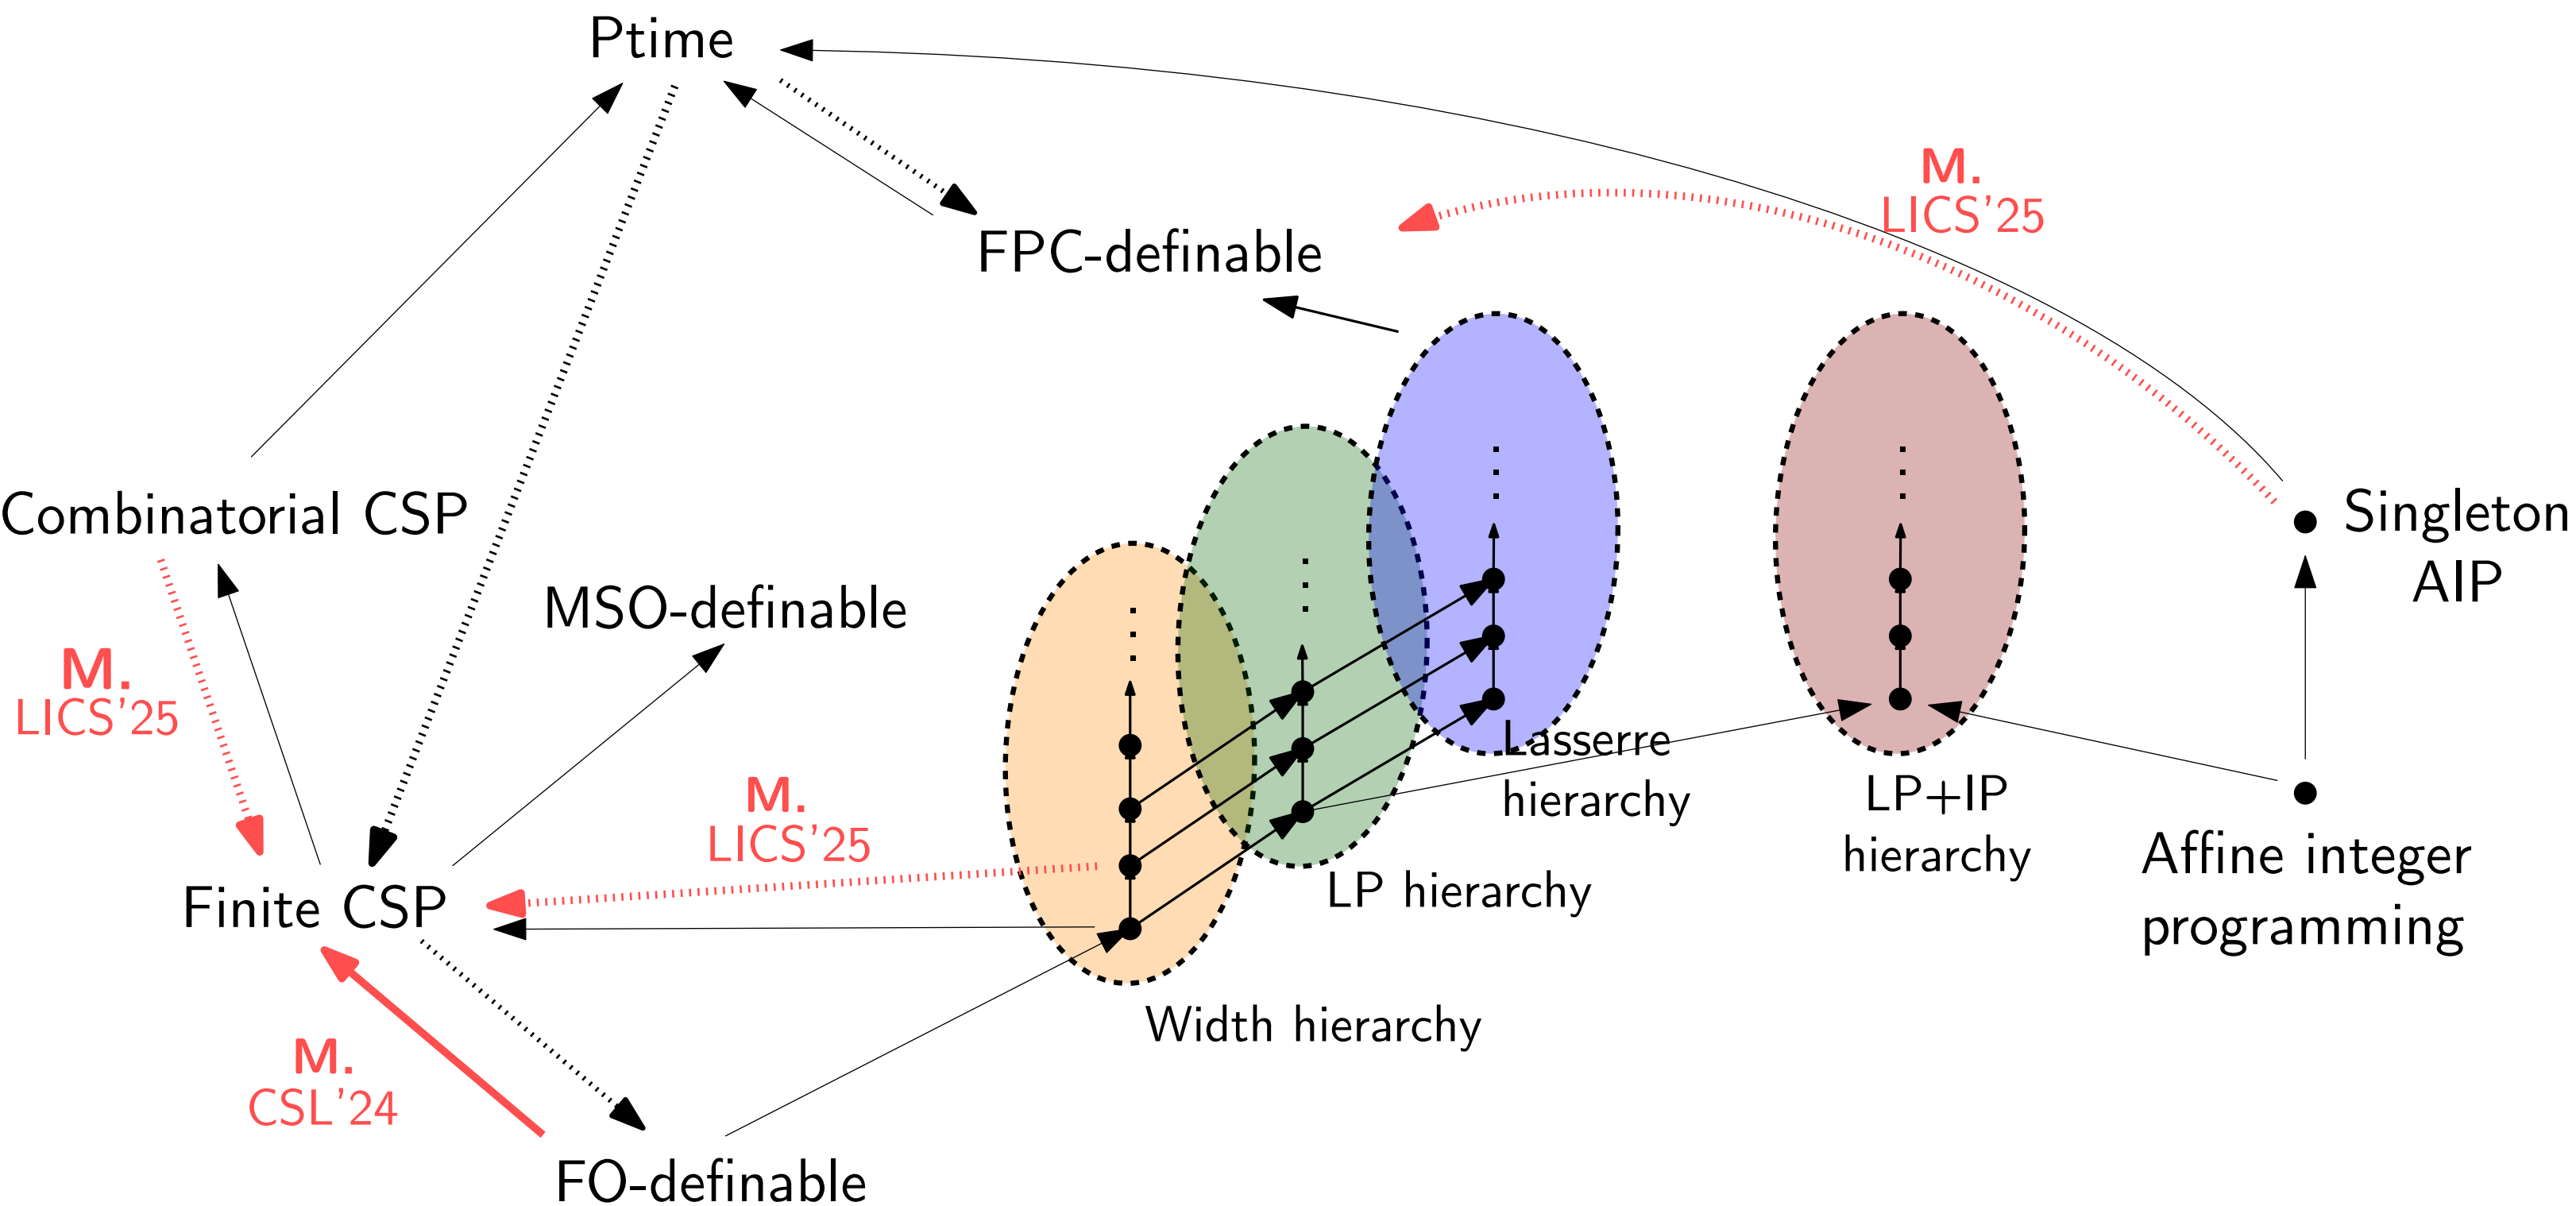 Ptime
M.
LICS'25
FPC-definable
Combinatorial CSP
Singleton
AIP
MSO-definable
M.
LICS'25
Lasserre
hierarchy
M.
LICS'25
LP+IP
hierarchy
Affine integer
programming
LP hierarchy
Finite CSP
Width hierarchy
M.
CSL'24
FO-definable